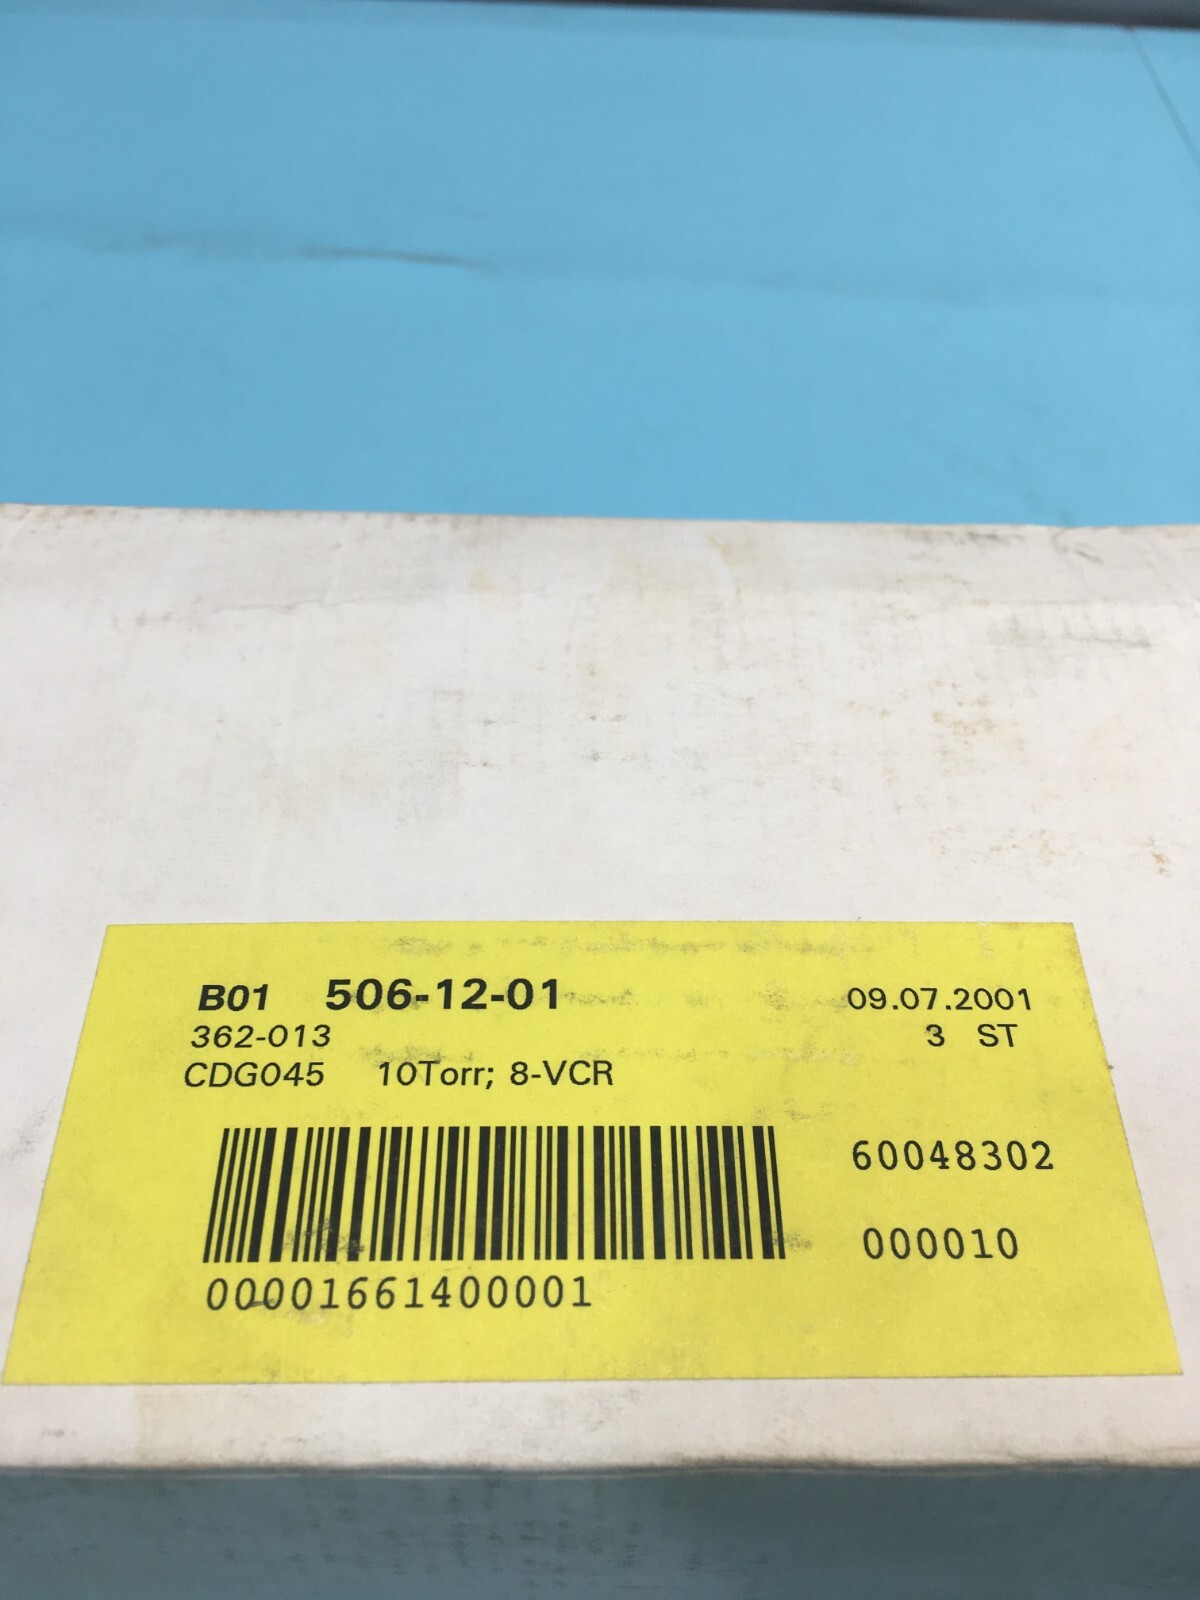 B01 506-12-01 09.07.2001
362-013 3 ST
CDG045 10Torr; 8-VCR
60048302
000010
00001661400001